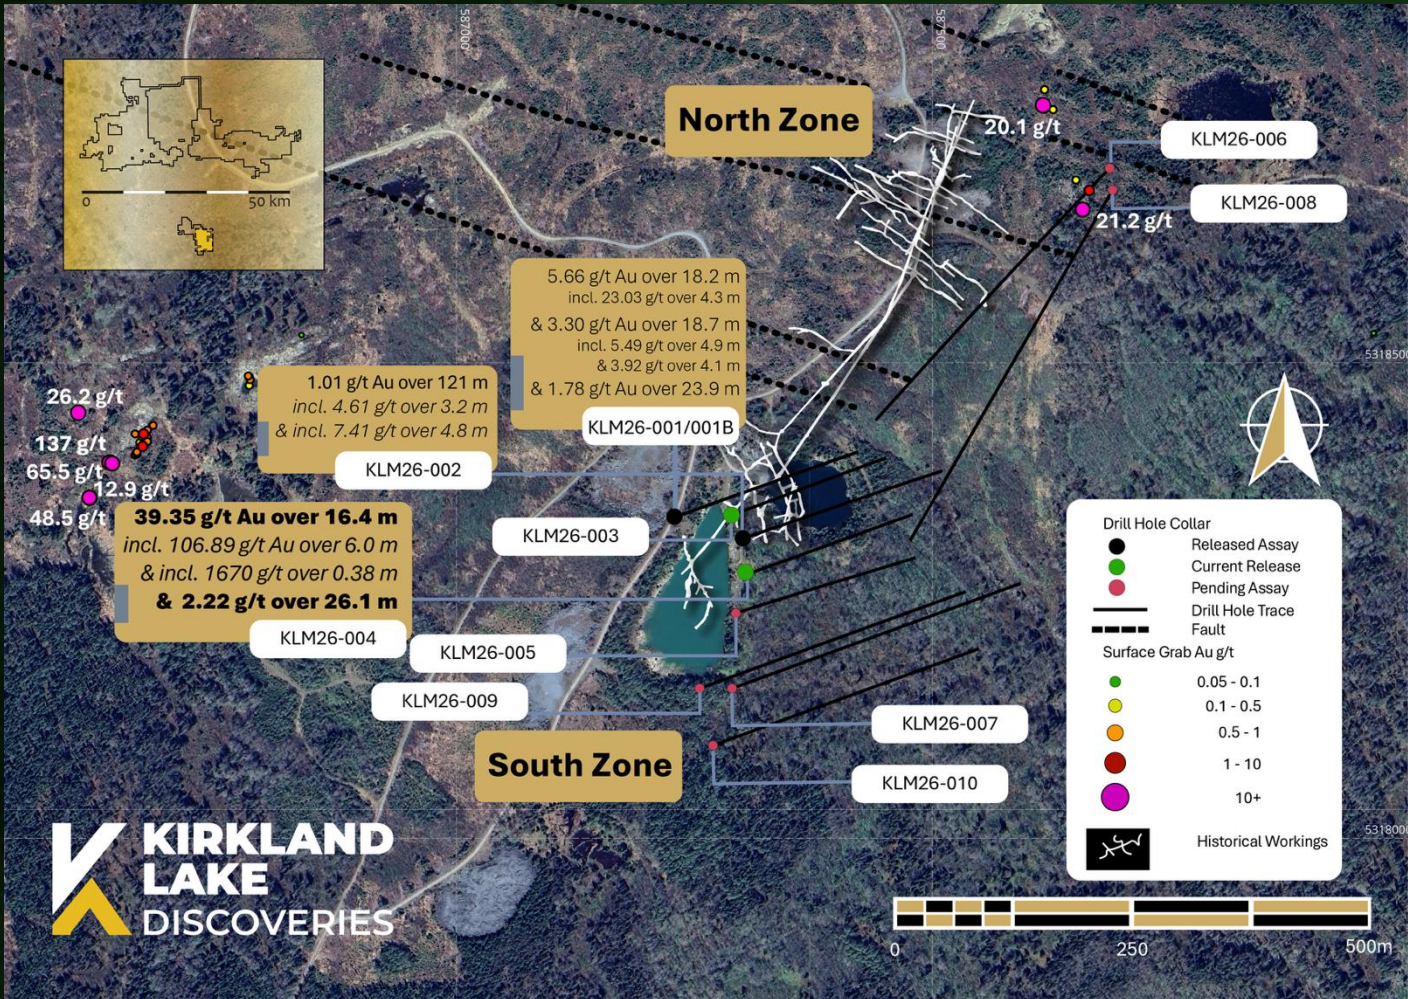 587000
587500
North Zone
20.1 g/t
KLM26-006
KLM26-008
21.2 g/t
0
50 km
5.66 g/t Au over 18.2 m
incl. 23.03 g/t over 4.3 m
& 3.30 g/t Au over 18.7 m
incl. 5.49 g/t over 4.9 m
& 3.92 g/t over 4.1 m
& 1.78 g/t Au over 23.9 m
KLM26-001/001B
5318500
1.01 g/t Au over 121 m
incl. 4.61 g/t over 3.2 m
& incl. 7.41 g/t over 4.8 m
KLM26-002
26.2 g/t
137 g/t
65.5 g/t
12.9 g/t
48.5 g/t
39.35 g/t Au over 16.4 m
incl. 106.89 g/t Au over 6.0 m
& incl. 1670 g/t over 0.38 m
& 2.22 g/t over 26.1 m
KLM26-004
KLM26-003
KLM26-005
KLM26-009
KLM26-007
KLM26-010
South Zone
Drill Hole Collar
Released Assay
Current Release
Pending Assay
Drill Hole Trace
Fault
Surface Grab Au g/t
0.05 - 0.1
0.1 - 0.5
0.5 - 1
1 - 10
10+
Historical Workings
5318000
KIRKLAND
LAKE
DISCOVERIES
0
250
500m